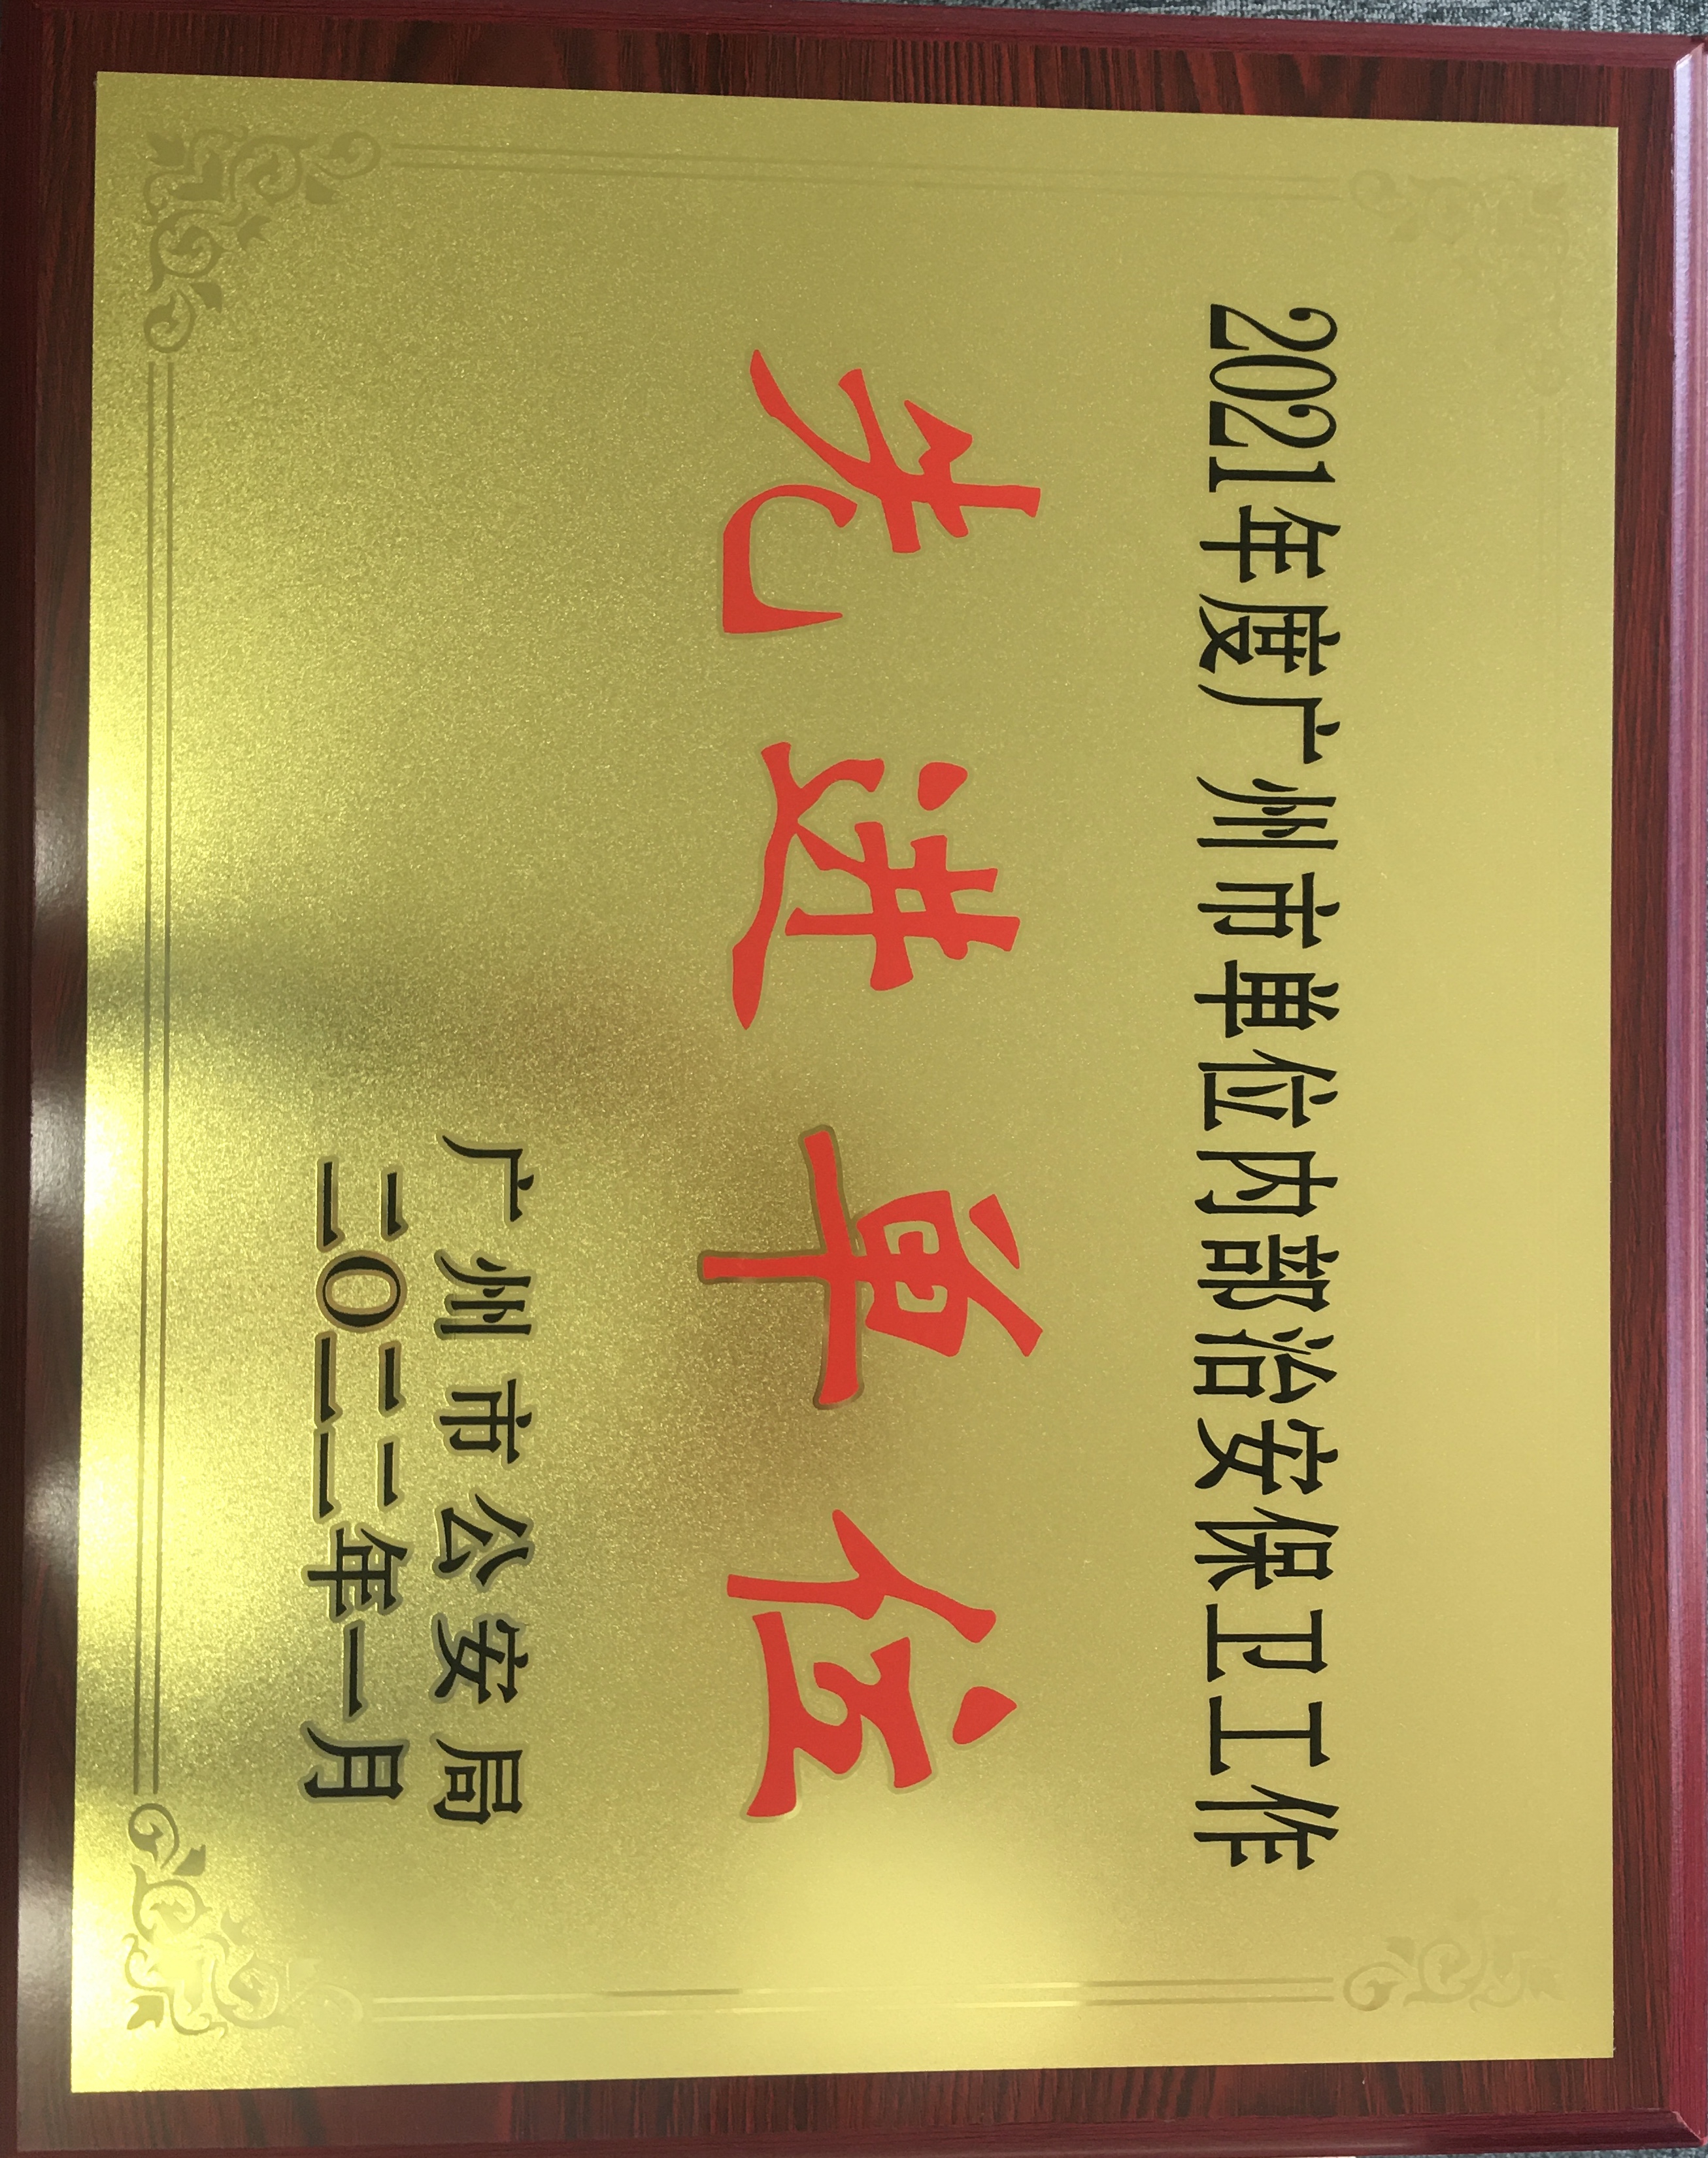 2021年度广州市单位内部治安保卫工作
先进单位
广州市公安局
二〇二二年一月